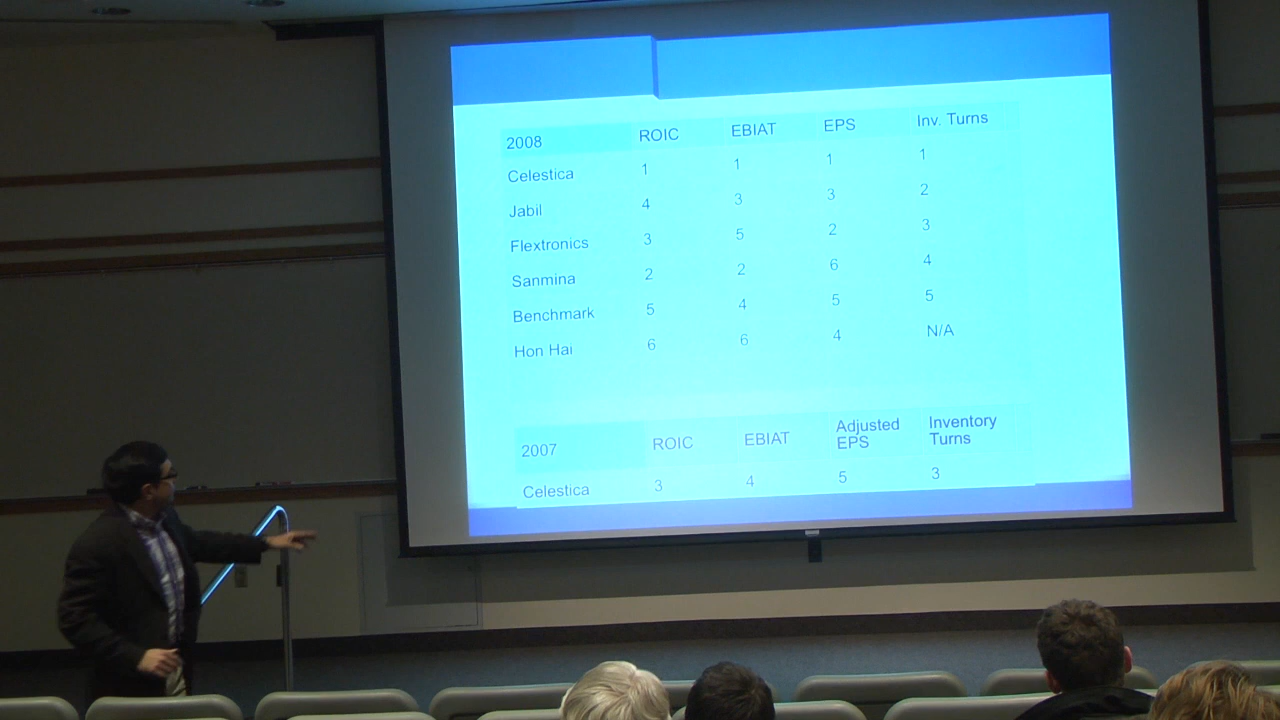 2008 ROIC EBIAT EPS Inv. Turns
Celestica 1 1 1 1
Jabil 4 3 3 2
Flextronics 3 5 2 3
Sanmina 2 2 6 4
Benchmark 5 4 5 5
Hon Hai 6 6 4 N/A
2007 ROIC EBIAT Adjusted EPS Inventory Turns
Celestica 3 4 5 3